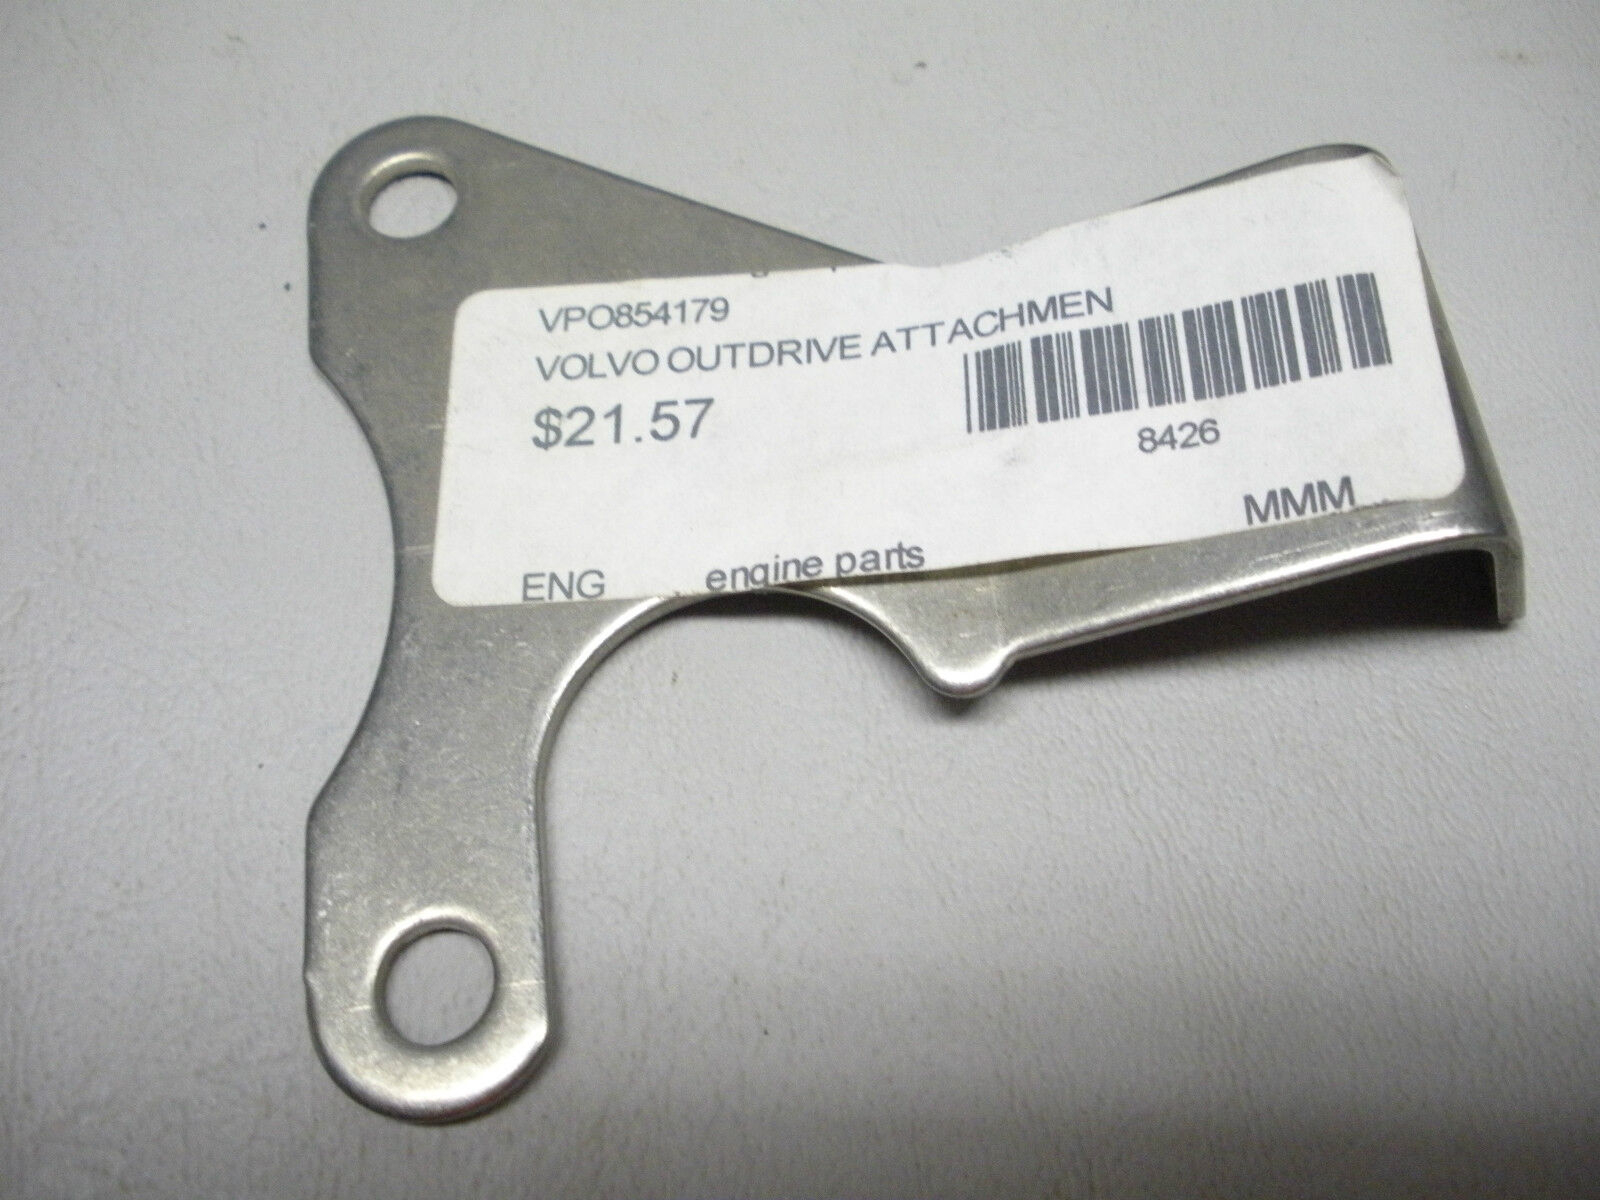 VPO854179
VOLVO OUTDRIVE ATTACHMEN
$21.57
8426
MMM
ENG engine parts